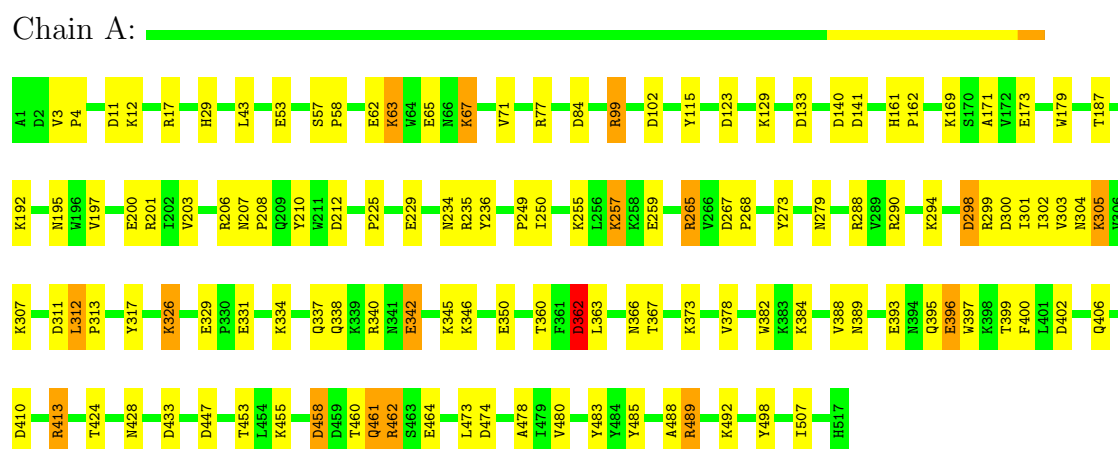 Chain A:
A1 D2 V3 P4 D11 K12 R17 H29 L43 E53 S57 P58 E62 K63 W64 E65 N66 K67 V71 R77 D84 R99 D102 Y115 D123 K129 D133 D140 D141 H161 P162 K169 S170 A171 V172 E173 W179 T187
K192 N195 W196 V197 E200 R201 I202 V203 R206 N207 P208 Q209 Y210 W211 D212 P225 E229 N234 R235 Y236 P249 I250 K255 L256 K257 K258 E259 R265 V266 D267 P268 Y273 N279 R288 V289 R290 K294 D298 R299 D300 I301 I302 V303 N304 K305
K307 D311 L312 P313 Y317 K326 E329 P330 E331 K334 Q337 Q338 K339 R340 N341 E342 K345 K346 E350 T360 F361 D362 L363 N366 T367 K373 V378 W382 K383 K384 V388 N389 E393 N394 Q395 E396 W397 K398 T399 F400 L401 D402 Q406
D410 R413 T424 N428 D433 D447 T453 L454 K455 D458 D459 T460 Q461 R462 S463 E464 L473 D474 A478 I479 V480 Y483 Y484 Y485 A488 R489 K492 Y498 I507 H517